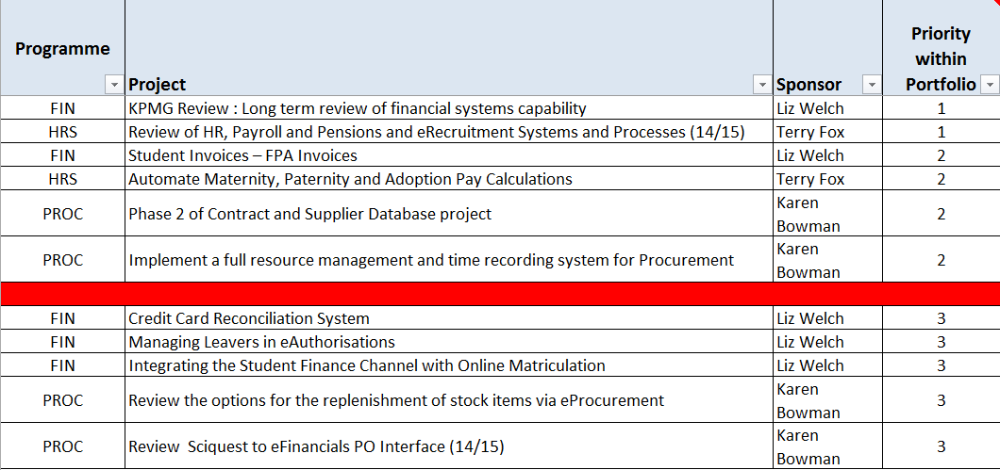 Programme Project Sponsor Priority within Portfolio
FIN KPMG Review : Long term review of financial systems capability Liz Welch 1
HRS Review of HR, Payroll and Pensions and eRecruitment Systems and Processes (14/15) Terry Fox 1
FIN Student Invoices – FPA Invoices Liz Welch 2
HRS Automate Maternity, Paternity and Adoption Pay Calculations Terry Fox 2
PROC Phase 2 of Contract and Supplier Database project Karen Bowman 2
PROC Implement a full resource management and time recording system for Procurement Karen Bowman 2
FIN Credit Card Reconciliation System Liz Welch 3
FIN Managing Leavers in eAuthorisations Liz Welch 3
FIN Integrating the Student Finance Channel with Online Matriculation Liz Welch 3
PROC Review the options for the replenishment of stock items via eProcurement Karen Bowman 3
PROC Review  Sciquest to eFinancials PO Interface (14/15) Karen Bowman 3